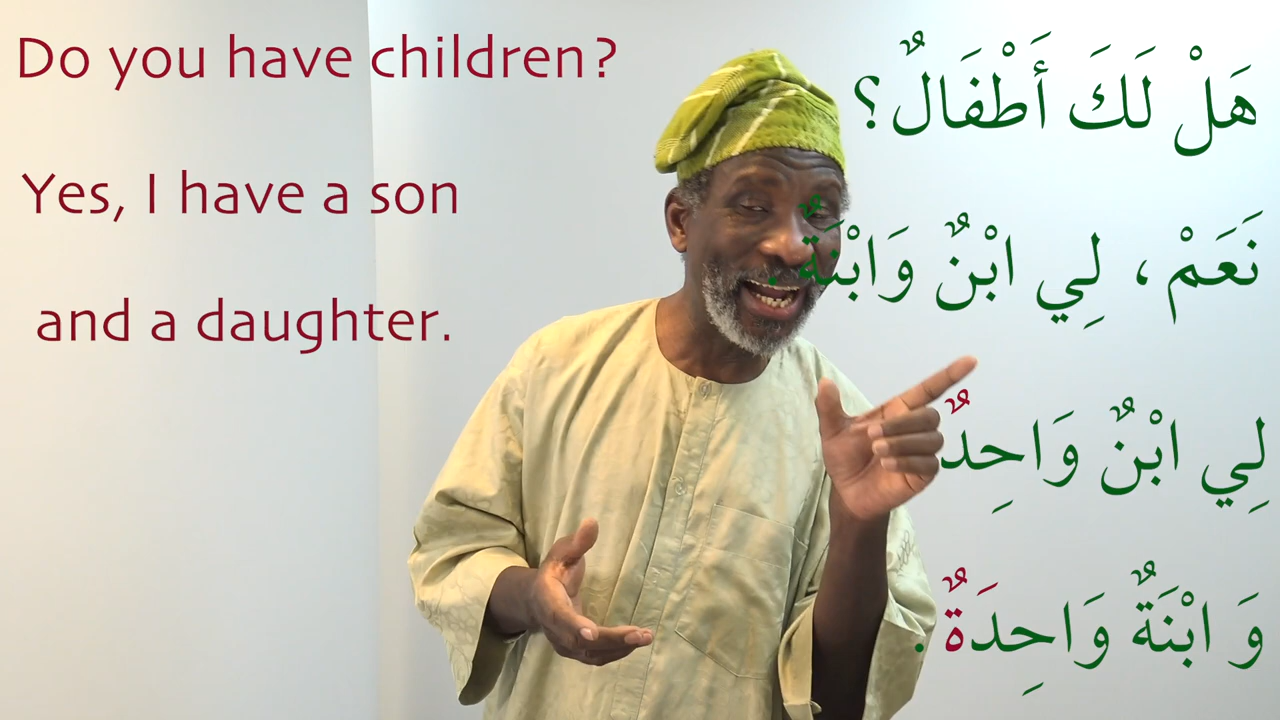 Do you have children?
Yes, I have a son
and a daughter.
هَلْ لَكَ أَطْفَالٌ؟
نَعَمْ، لِي ابْنٌ وَابْنَةٌ.
لِي ابْنٌ وَاحِدٌ
وَ ابْنَةٌ وَاحِدَةٌ.